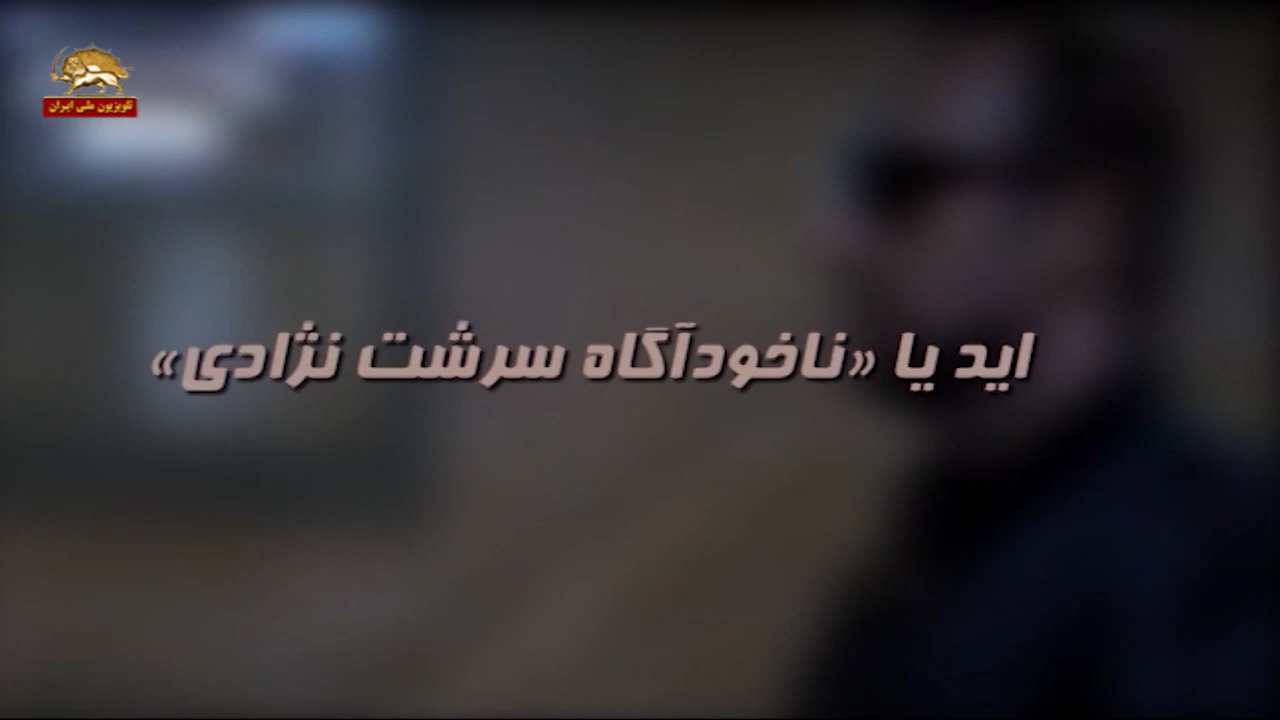 تلویزیون ملی ایران
اید یا «ناخودآگاه سرشت نژادی»